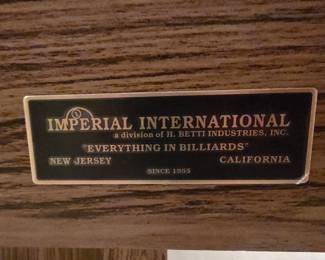 IMPERIAL INTERNATIONAL
a division of H. BETTI INDUSTRIES, INC.
"EVERYTHING IN BILLIARDS"
NEW JERSEY CALIFORNIA
SINCE 1955